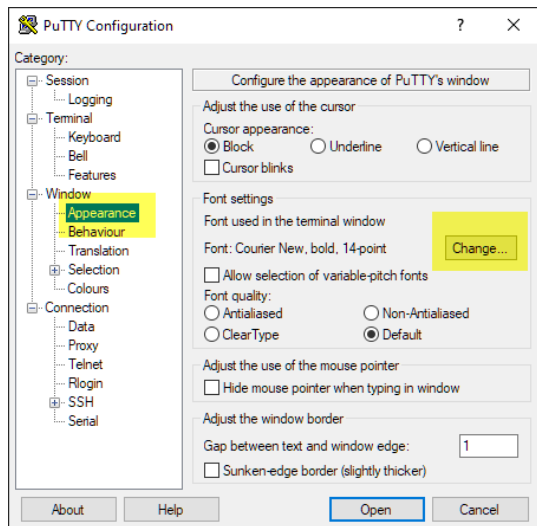 PuTTY Configuration
?
Category:
Session
Logging
Terminal
Keyboard
Bell
Features
Window
Appearance
Behaviour
Translation
Selection
Colours
Connection
Data
Proxy
Telnet
Rlogin
SSH
Serial
Configure the appearance of PuTTY's window
Adjust the use of the cursor
Cursor appearance:
Block Underline Vertical line
Cursor blinks
Font settings
Font used in the terminal window
Font: Courier New, bold, 14-point Change...
Allow selection of variable-pitch fonts
Font quality:
Antialiased Non-Antialiased
ClearType Default
Adjust the use of the mouse pointer
Hide mouse pointer when typing in window
Adjust the window border
Gap between text and window edge: 1
Sunken-edge border (slightly thicker)
About Help Open Cancel